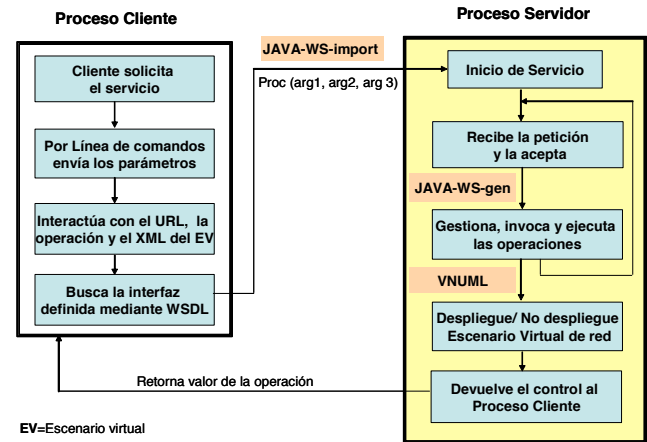 Proceso Cliente
Cliente solicita
el servicio
Por Línea de comandos
envía los parámetros
Interactúa con el URL, la
operación y el XML del EV
Busca la interfaz
definida mediante WSDL
JAVA-WS-import
Proc (arg1, arg2, arg 3)
Proceso Servidor
Inicio de Servicio
Recibe la petición
y la acepta
JAVA-WS-gen
Gestiona, invoca y ejecuta
las operaciones
VNUML
Despliegue/ No despliegue
Escenario Virtual de red
Devuelve el control al
Proceso Cliente
Retorna valor de la operación
EV=Escenario virtual